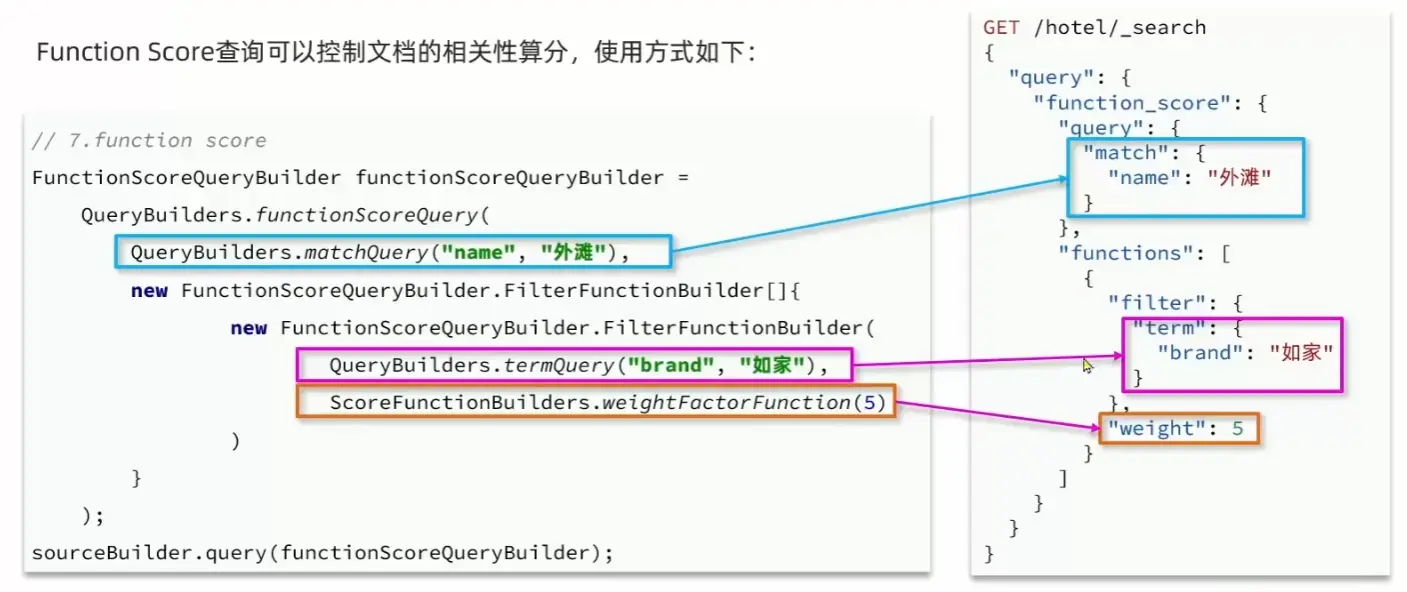 Function Score查询可以控制文档的相关性算分，使用方式如下：
// 7.function score
FunctionScoreQueryBuilder functionScoreQueryBuilder =
QueryBuilders.functionScoreQuery(
QueryBuilders.matchQuery("name", "外滩"),
new FunctionScoreQueryBuilder.FilterFunctionBuilder[]{
new FunctionScoreQueryBuilder.FilterFunctionBuilder(
QueryBuilders.termQuery("brand", "如家"),
ScoreFunctionBuilders.weightFactorFunction(5)
)
}
);
sourceBuilder.query(functionScoreQueryBuilder);
GET /hotel/_search
{
"query": {
"function_score": {
"query": {
"match": {
"name": "外滩"
}
},
"functions": [
{
"filter": {
"term": {
"brand": "如家"
}
},
"weight": 5
}
]
}
}
}